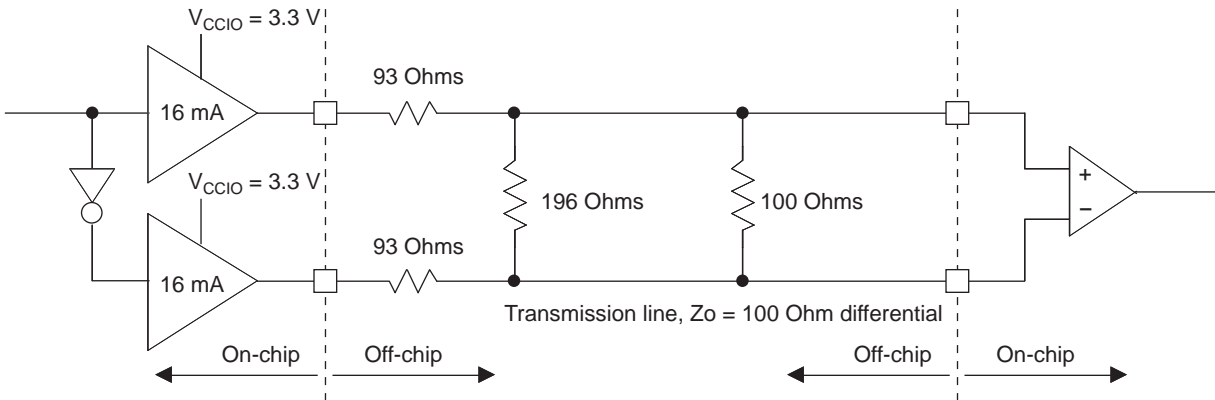 V_CCIO = 3.3 V
93 Ohms
16 mA
V_CCIO = 3.3 V
196 Ohms
100 Ohms
+
−
93 Ohms
16 mA
Transmission line, Zo = 100 Ohm differential
On-chip
Off-chip
Off-chip
On-chip